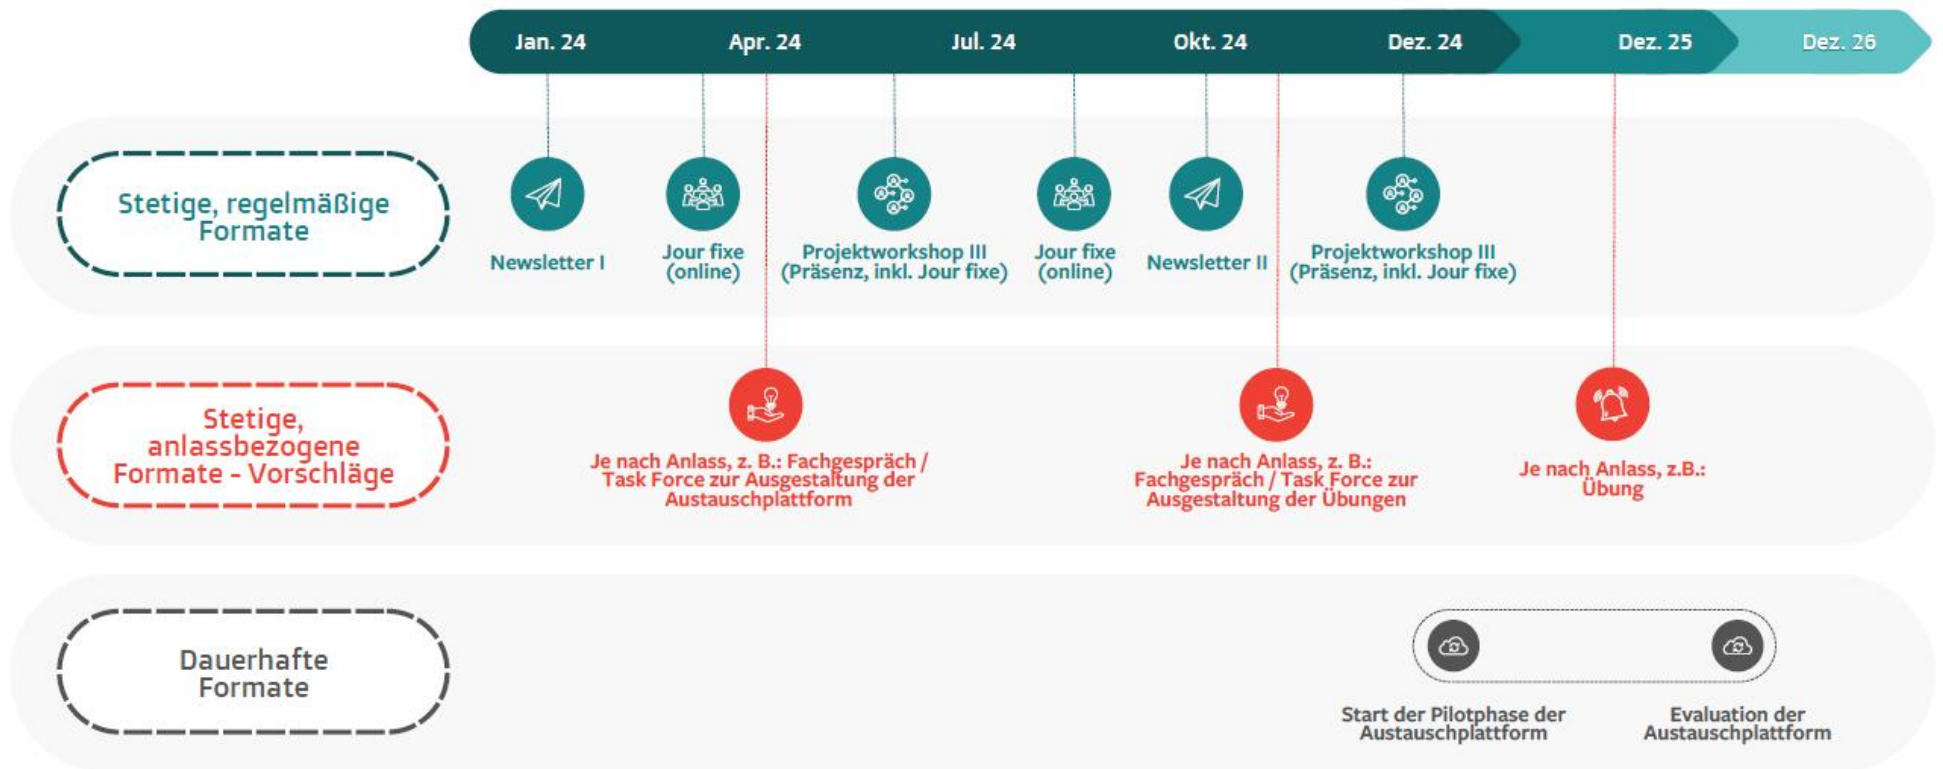 Jan. 24
Apr. 24
Jul. 24
Okt. 24
Dez. 24
Dez. 25
Dez. 26
Stetige, regelmäßige
Formate
Newsletter I
Jour fixe
(online)
Projektworkshop III
(Präsenz, inkl. Jour fixe)
Jour fixe
(online)
Newsletter II
Projektworkshop III
(Präsenz, inkl. Jour fixe)
Stetige,
anlassbezogene
Formate - Vorschläge
Je nach Anlass, z. B.: Fachgespräch /
Task Force zur Ausgestaltung der
Austauschplattform
Je nach Anlass, z. B.:
Fachgespräch / Task Force zur
Ausgestaltung der Übungen
Je nach Anlass, z.B.:
Übung
Dauerhafte
Formate
Start der Pilotphase der
Austauschplattform
Evaluation der
Austauschplattform